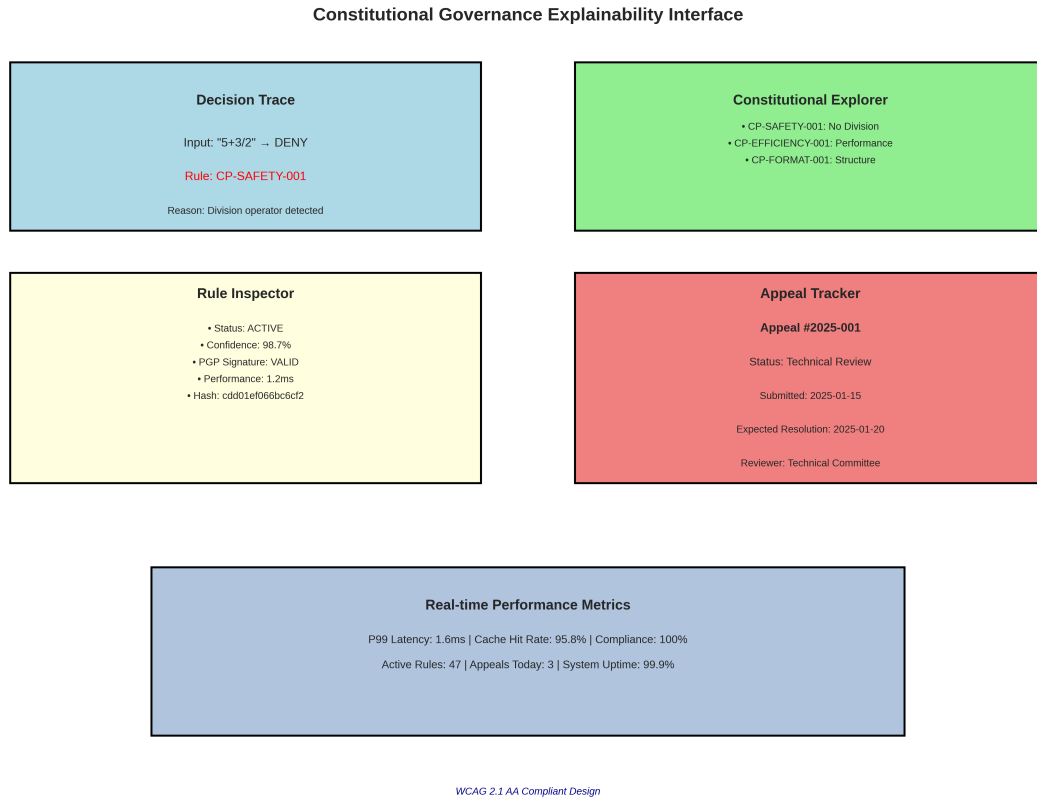 Constitutional Governance Explainability Interface
Decision Trace
Input: "5+3/2" → DENY
Rule: CP-SAFETY-001
Reason: Division operator detected
Constitutional Explorer
• CP-SAFETY-001: No Division
• CP-EFFICIENCY-001: Performance
• CP-FORMAT-001: Structure
Rule Inspector
• Status: ACTIVE
• Confidence: 98.7%
• PGP Signature: VALID
• Performance: 1.2ms
• Hash: cdd01ef066bc6cf2
Appeal Tracker
Appeal #2025-001
Status: Technical Review
Submitted: 2025-01-15
Expected Resolution: 2025-01-20
Reviewer: Technical Committee
Real-time Performance Metrics
P99 Latency: 1.6ms | Cache Hit Rate: 95.8% | Compliance: 100%
Active Rules: 47 | Appeals Today: 3 | System Uptime: 99.9%
WCAG 2.1 AA Compliant Design